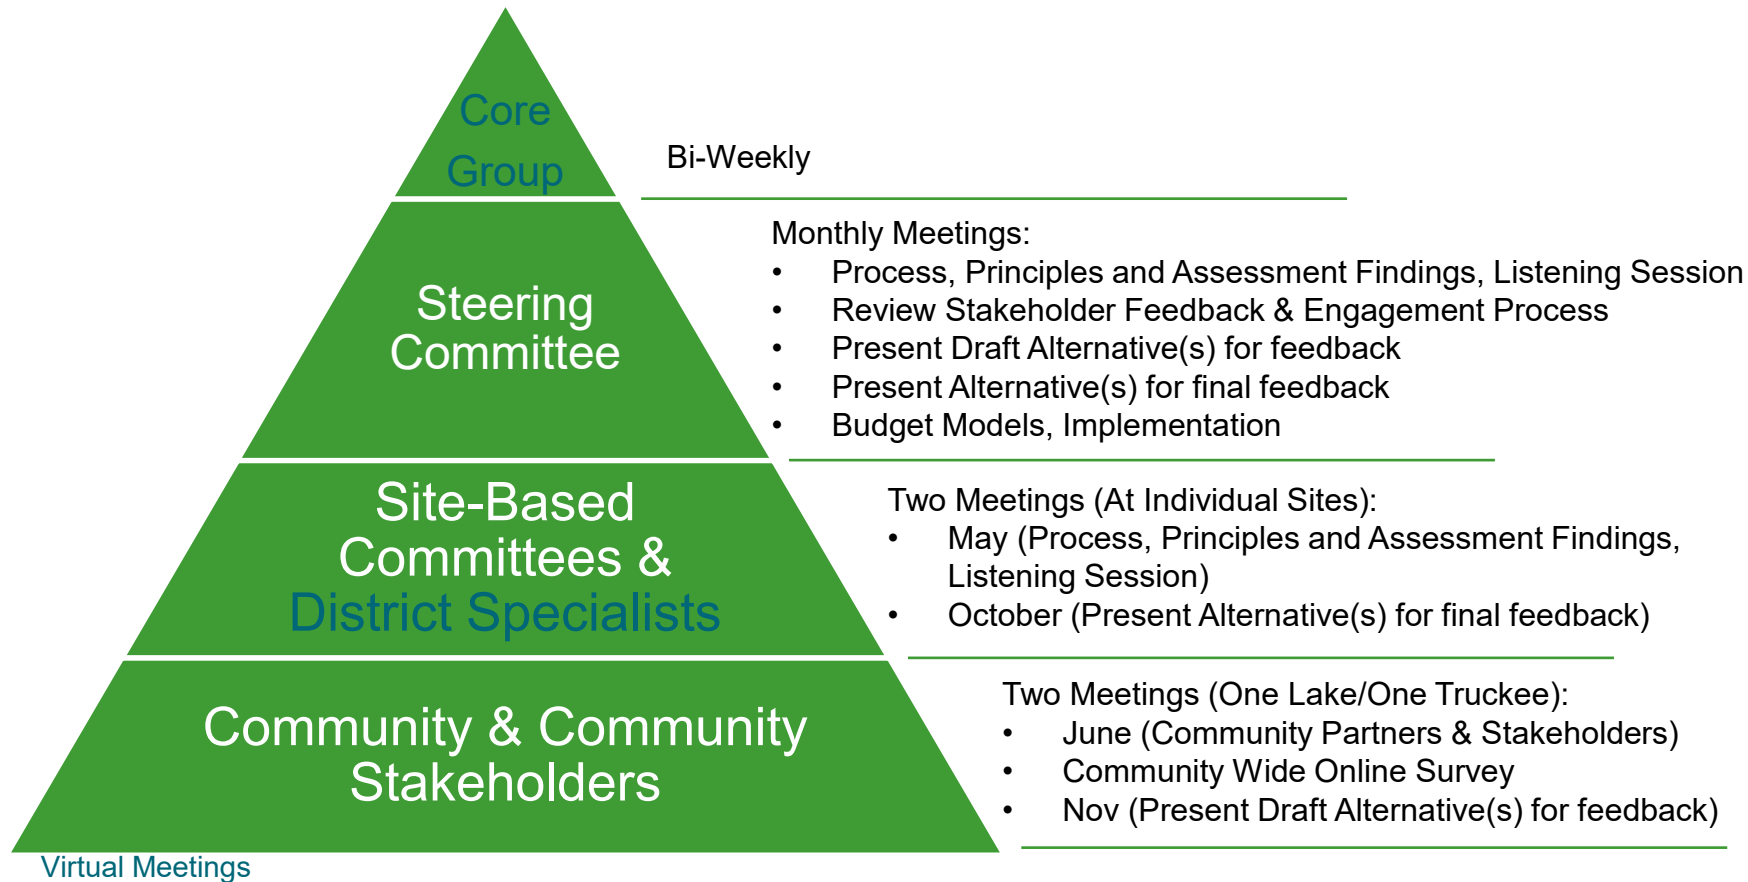 Core
Group
Bi-Weekly
Steering
Committee
Monthly Meetings:
• Process, Principles and Assessment Findings, Listening Session
• Review Stakeholder Feedback & Engagement Process
• Present Draft Alternative(s) for feedback
• Present Alternative(s) for final feedback
• Budget Models, Implementation
Site-Based
Committees &
District Specialists
Two Meetings (At Individual Sites):
• May (Process, Principles and Assessment Findings,
Listening Session)
• October (Present Alternative(s) for final feedback)
Community & Community
Stakeholders
Two Meetings (One Lake/One Truckee):
• June (Community Partners & Stakeholders)
• Community Wide Online Survey
• Nov (Present Draft Alternative(s) for feedback)
Virtual Meetings